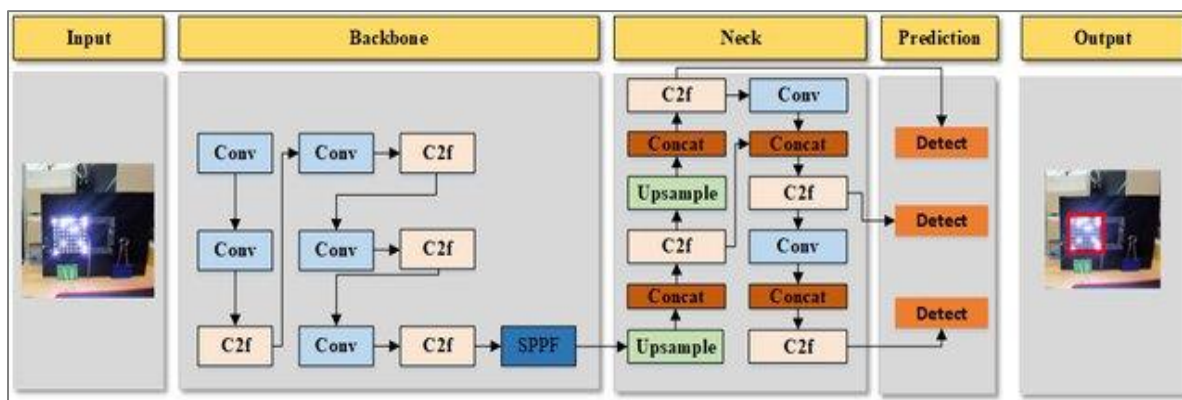 Input
Backbone
Neck
Prediction
Output
Conv
Conv
C2f
Conv
Conv
C2f
C2f
Conv
C2f
SPPF
C2f
Conv
Concat
Concat
Upsample
C2f
C2f
Conv
Concat
Concat
Upsample
C2f
Detect
Detect
Detect